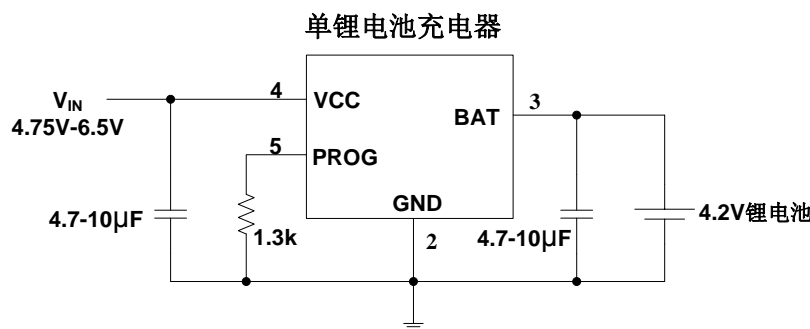 单锂电池充电器
4
3
VIN
VCC
4.75V-6.5V
BAT
5
PROG
GND
4.7-10μF
1.3k
2
4.7-10μF
4.2V锂电池